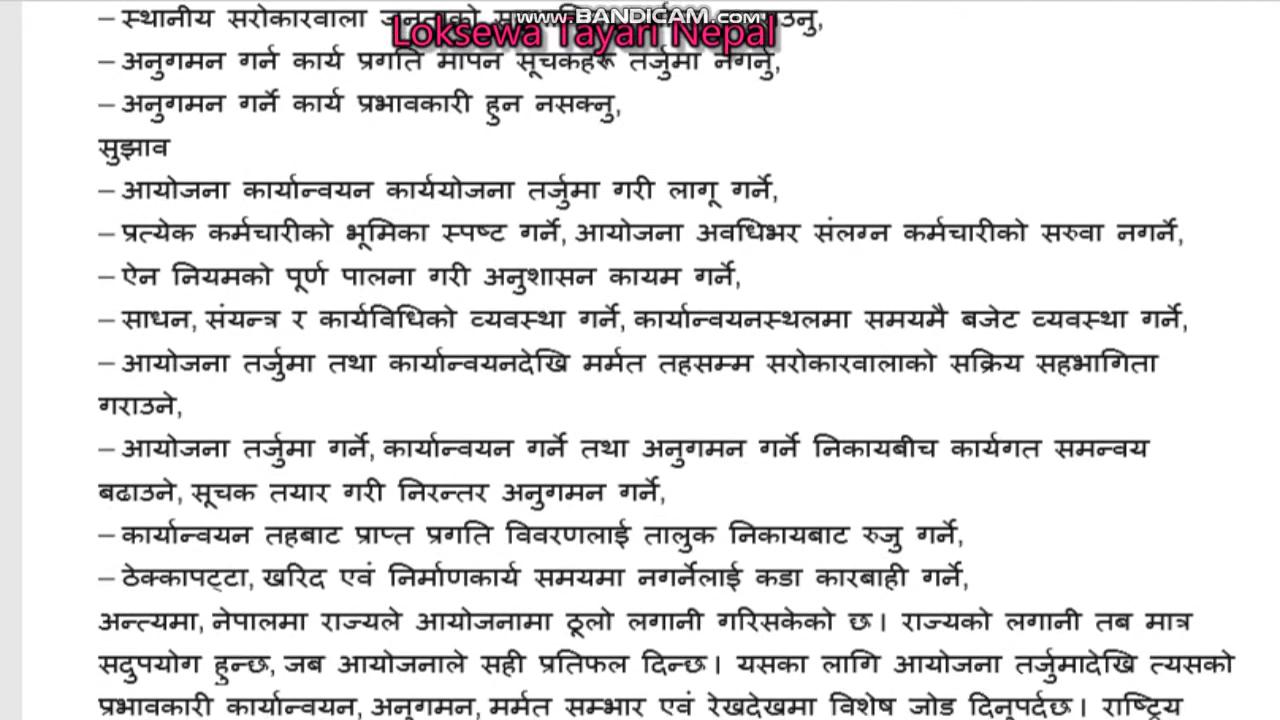 www.BANDICAM.com
Loksewa Tayari Nepal
– स्थानीय सरोकारवाला जनताको
– अनुगमन गर्न कार्य प्रगति मापन सूचकहरू तर्जुमा नगर्नु,
– अनुगमन गर्ने कार्य प्रभावकारी हुन नसक्नु,
सुझाव
– आयोजना कार्यान्वयन कार्ययोजना तर्जुमा गरी लागू गर्ने,
– प्रत्येक कर्मचारीको भूमिका स्पष्ट गर्ने, आयोजना अवधिभर संलग्न कर्मचारीको सरुवा नगर्ने,
– ऐन नियमको पूर्ण पालना गरी अनुशासन कायम गर्ने,
– साधन, संयन्त्र र कार्यविधिको व्यवस्था गर्ने, कार्यान्वयनस्थलमा समयमै बजेट व्यवस्था गर्ने,
– आयोजना तर्जुमा तथा कार्यान्वयनदेखि मर्मत तहसम्म सरोकारवालाको सक्रिय सहभागिता
गराउने,
– आयोजना तर्जुमा गर्ने, कार्यान्वयन गर्ने तथा अनुगमन गर्ने निकायबीच कार्यगत समन्वय
बढाउने, सूचक तयार गरी निरन्तर अनुगमन गर्ने,
– कार्यान्वयन तहबाट प्राप्त प्रगति विवरणलाई तालुक निकायबाट रुजु गर्ने,
– ठेक्कापट्टा, खरिद एवं निर्माणकार्य समयमा नगर्नेलाई कडा कारबाही गर्ने,
अन्त्यमा, नेपालमा राज्यले आयोजनामा ठूलो लगानी गरिसकेको छ। राज्यको लगानी तब मात्र
सदुपयोग हुन्छ, जब आयोजनाले सही प्रतिफल दिन्छ। यसका लागि आयोजना तर्जुमादेखि त्यसको
प्रभावकारी कार्यान्वयन, अनुगमन, मर्मत सम्भार एवं रेखदेखमा विशेष जोड दिनुपर्दछ। राष्ट्रिय